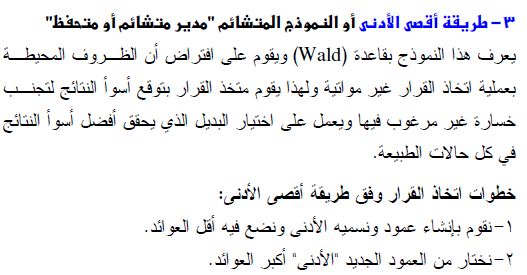 ٣- طريقة أقصى الأدنى أو النموذج المتشائم "مدير متشائم أو متحفظ"
يعرف هذا النموذج بقاعدة (Wald) ويقوم على افتراض أن الظـــروف المحيطـــة
بعملية اتخاذ القرار غير مواتية ولهذا يقوم متخذ القرار بتوقع أسوأ النتائج لتجنـــب
خسارة غير مرغوب فيها ويعمل على اختيار البديل الذي يحقق أفضل أسوأ النتائج
في كل حالات الطبيعة.
خطوات اتخاذ القرار وفق طريقة أقصى الأدنى:
١- نقوم بإنشاء عمود ونسميه الأدنى ونضع فيه أقل العوائد.
٢- نختار من العمود الجديد "الأدنى" أكبر العوائد.